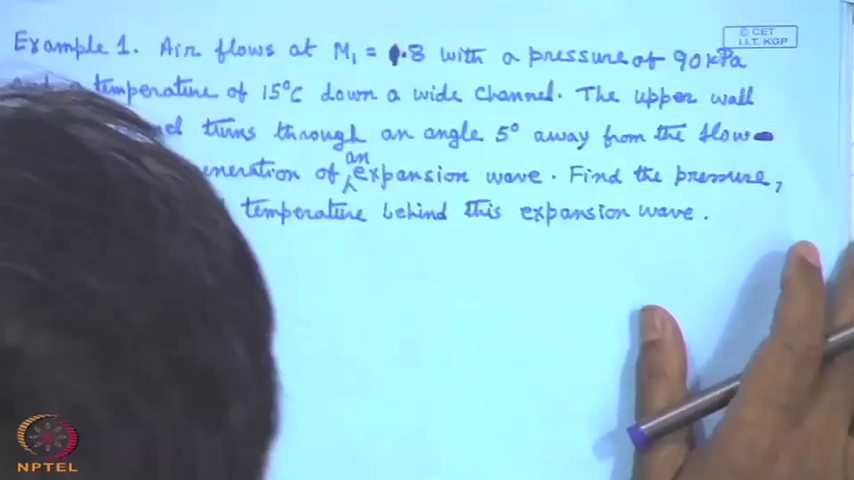 Example 1. Air flows at M₁ = 1.8 with a pressure of 90 kPa
© CET
I.I.T. KGP
temperature of 15°C down a wide channel. The upper wall
turns through an angle 5° away from the flow
of an expansion wave. Find the pressure,
temperature behind this expansion wave.
NPTEL